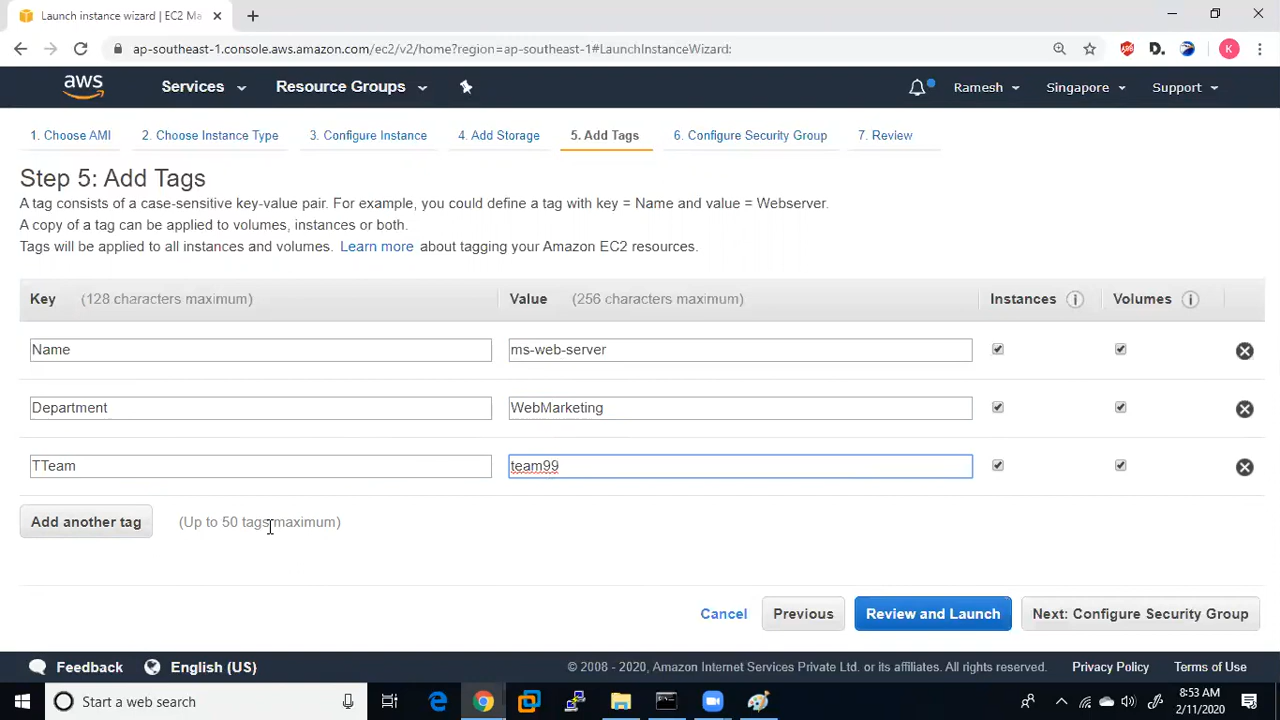 Launch instance wizard | EC2 Ma
ap-southeast-1.console.aws.amazon.com/ec2/v2/home?region=ap-southeast-1#LaunchInstanceWizard:
K
aws
Services
Resource Groups
Ramesh
Singapore
Support
1. Choose AMI
2. Choose Instance Type
3. Configure Instance
4. Add Storage
5. Add Tags
6. Configure Security Group
7. Review
Step 5: Add Tags
A tag consists of a case-sensitive key-value pair. For example, you could define a tag with key = Name and value = Webserver.
A copy of a tag can be applied to volumes, instances or both.
Tags will be applied to all instances and volumes. Learn more about tagging your Amazon EC2 resources.
Key (128 characters maximum)
Value (256 characters maximum)
Instances
Volumes
Name
ms-web-server
Department
WebMarketing
TTeam
team99
Add another tag
(Up to 50 tags maximum)
Cancel
Previous
Review and Launch
Next: Configure Security Group
Feedback
English (US)
© 2008 - 2020, Amazon Internet Services Private Ltd. or its affiliates. All rights reserved.
Privacy Policy
Terms of Use
Start a web search
8:53 AM
2/11/2020